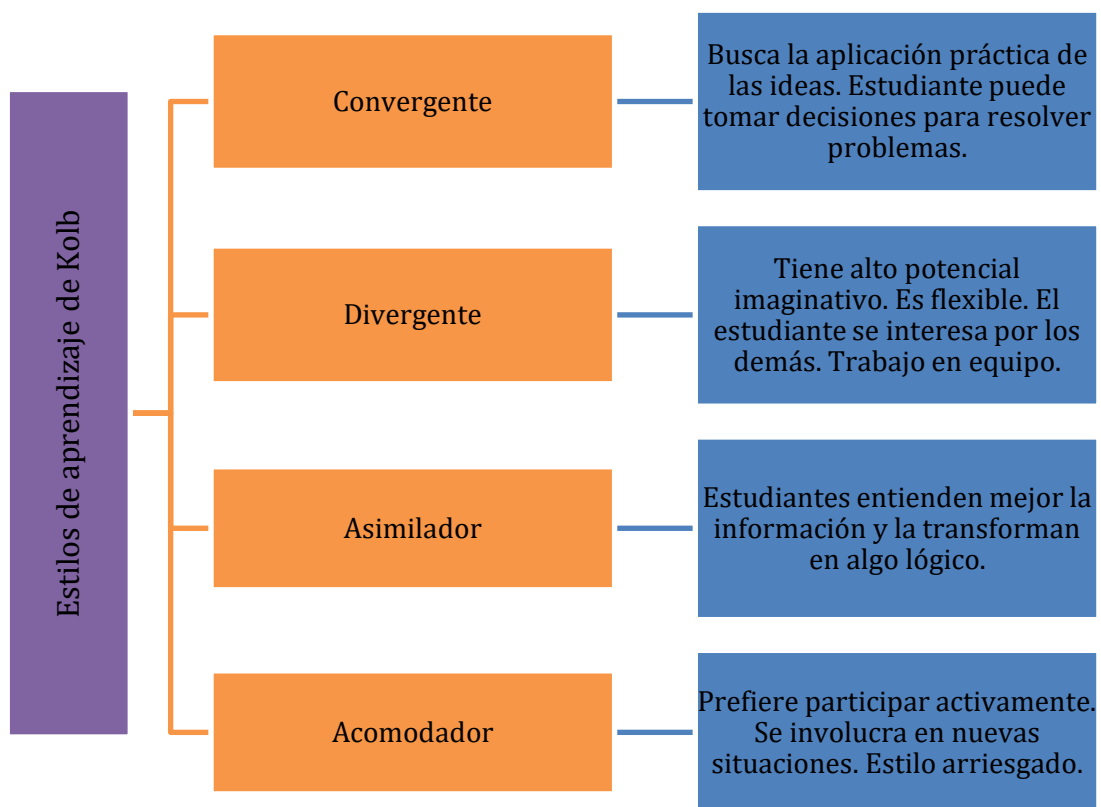 Estilos de aprendizaje de Kolb
Convergente
Busca la aplicación práctica de
las ideas. Estudiante puede
tomar decisiones para resolver
problemas.
Divergente
Tiene alto potencial
imaginativo. Es flexible. El
estudiante se interesa por los
demás. Trabajo en equipo.
Asimilador
Estudiantes entienden mejor la
información y la transforman
en algo lógico.
Acomodador
Prefiere participar activamente.
Se involucra en nuevas
situaciones. Estilo arriesgado.